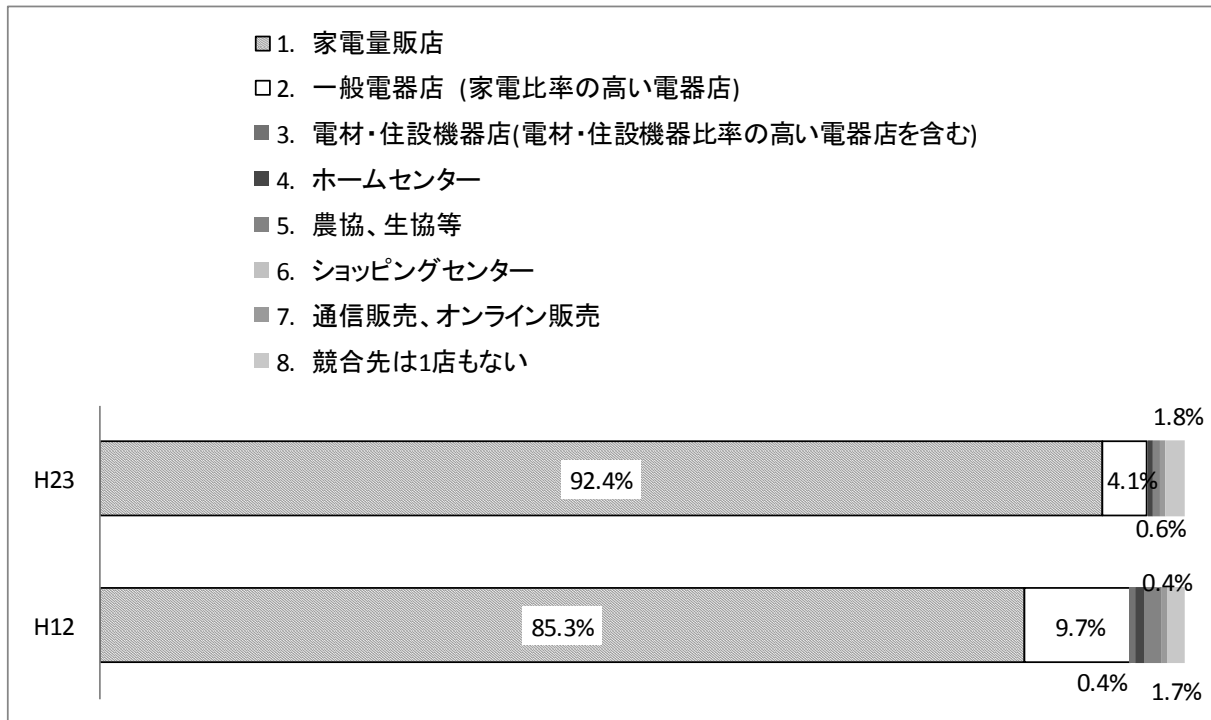 1. 家電量販店
2. 一般電器店 (家電比率の高い電器店)
3. 電材・住設機器店(電材・住設機器比率の高い電器店を含む)
4. ホームセンター
5. 農協、生協等
6. ショッピングセンター
7. 通信販売、オンライン販売
8. 競合先は1店もない
1.8%
H23 92.4% 4.1%
0.6%
0.4%
H12 85.3% 9.7%
0.4% 1.7%